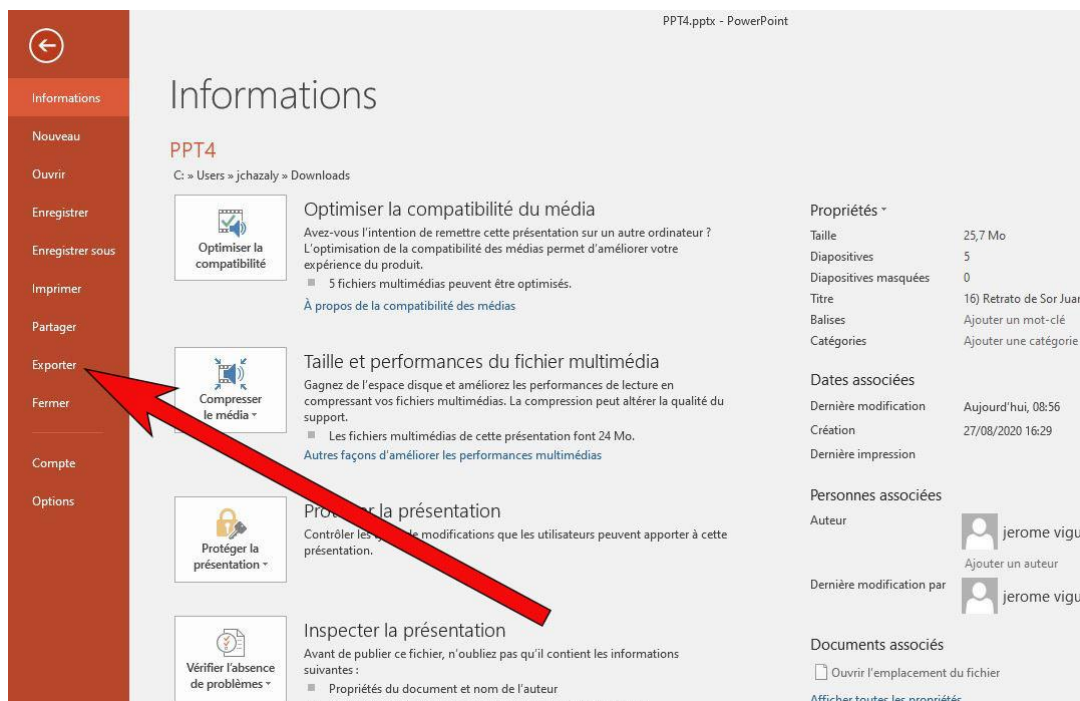 PPT4.pptx - PowerPoint
Informations
Nouveau
Ouvrir
Enregistrer
Enregistrer sous
Imprimer
Partager
Exporter
Fermer
Compte
Options
Informations
PPT4
C: » Users » jchazaly » Downloads
Optimiser la
compatibilité
Optimiser la compatibilité du média
Avez-vous l'intention de remettre cette présentation sur un autre ordinateur ?
L'optimisation de la compatibilité des médias permet d'améliorer votre
expérience du produit.
5 fichiers multimédias peuvent être optimisés.
À propos de la compatibilité des médias
Compresser
le média
Taille et performances du fichier multimédia
Gagnez de l'espace disque et améliorez les performances de lecture en
compressant vos fichiers multimédias. La compression peut altérer la qualité du
support.
Les fichiers multimédias de cette présentation font 24 Mo.
Autres façons d'améliorer les performances multimédias
Protéger la
présentation
Protéger la présentation
Contrôler les de modifications que les utilisateurs peuvent apporter à cette
présentation.
Vérifier l'absence
de problèmes
Inspecter la présentation
Avant de publier ce fichier, n'oubliez pas qu'il contient les informations
suivantes :
Propriétés du document et nom de l'auteur
Propriétés
Taille 25,7 Mo
Diapositives 5
Diapositives masquées 0
Titre 16) Retrato de Sor Juan
Balises Ajouter un mot-clé
Catégories Ajouter une catégorie
Dates associées
Dernière modification Aujourd'hui, 08:56
Création 27/08/2020 16:29
Dernière impression
Personnes associées
Auteur jerome vigu
Ajouter un auteur
Dernière modification par jerome vigu
Documents associés
Ouvrir l'emplacement du fichier
Afficher toutes les propriétés